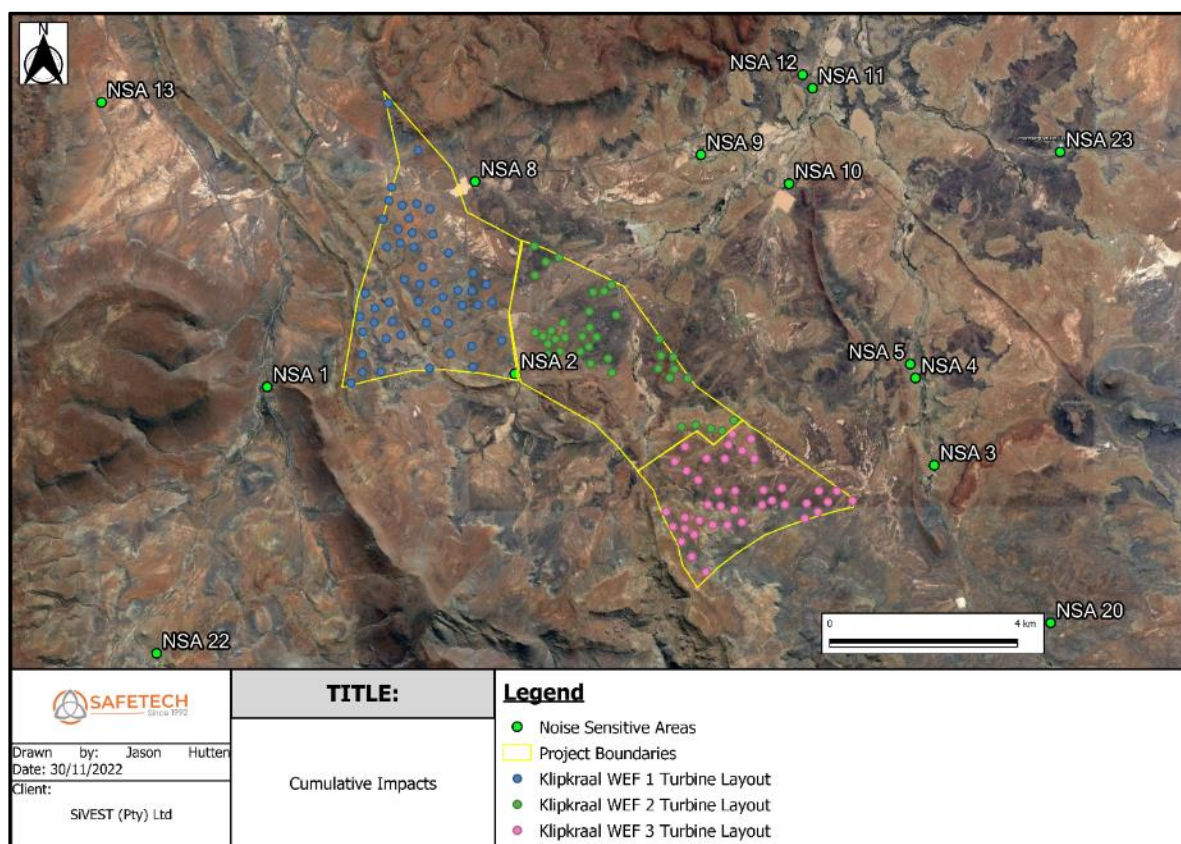 N
NSA 13
NSA 12
NSA 11
NSA 9
NSA 23
NSA 8
NSA 10
NSA 1
NSA 2
NSA 5
NSA 4
NSA 3
0
4 km
NSA 20
NSA 22
SAFETECH
Since 1992
Drawn by: Jason Hutten
Date: 30/11/2022
Client:
SiVEST (Pty) Ltd
TITLE:
Cumulative Impacts
Legend
Noise Sensitive Areas
Project Boundaries
Klipkraal WEF 1 Turbine Layout
Klipkraal WEF 2 Turbine Layout
Klipkraal WEF 3 Turbine Layout